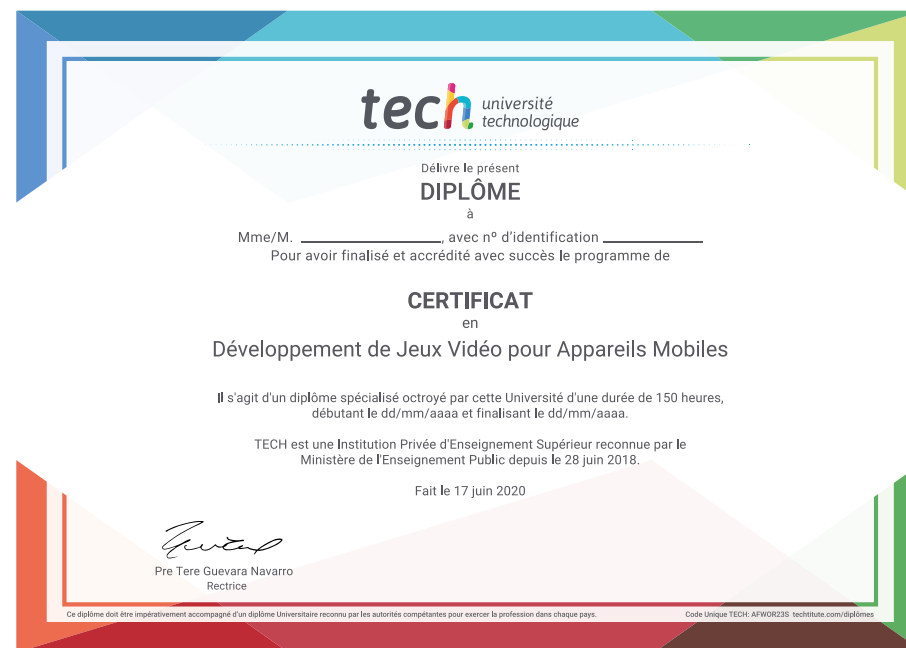 tech université
technologique
Délivre le présent
DIPLÔME
à
Mme/M. ____________________, avec nº d'identification ______________
Pour avoir finalisé et accrédité avec succès le programme de
CERTIFICAT
en
Développement de Jeux Vidéo pour Appareils Mobiles
Il s'agit d'un diplôme spécialisé octroyé par cette Université d'une durée de 150 heures,
débutant le dd/mm/aaaa et finalisant le dd/mm/aaaa.
TECH est une Institution Privée d'Enseignement Supérieur reconnue par le
Ministère de l'Enseignement Public depuis le 28 juin 2018.
Fait le 17 juin 2020
Pre Tere Guevara Navarro
Rectrice
Ce diplôme doit être impérativement accompagné d'un diplôme Universitaire reconnu par les autorités compétentes pour exercer la profession dans chaque pays.
Code Unique TECH: AFWOR23S techtitute.com/diplômes